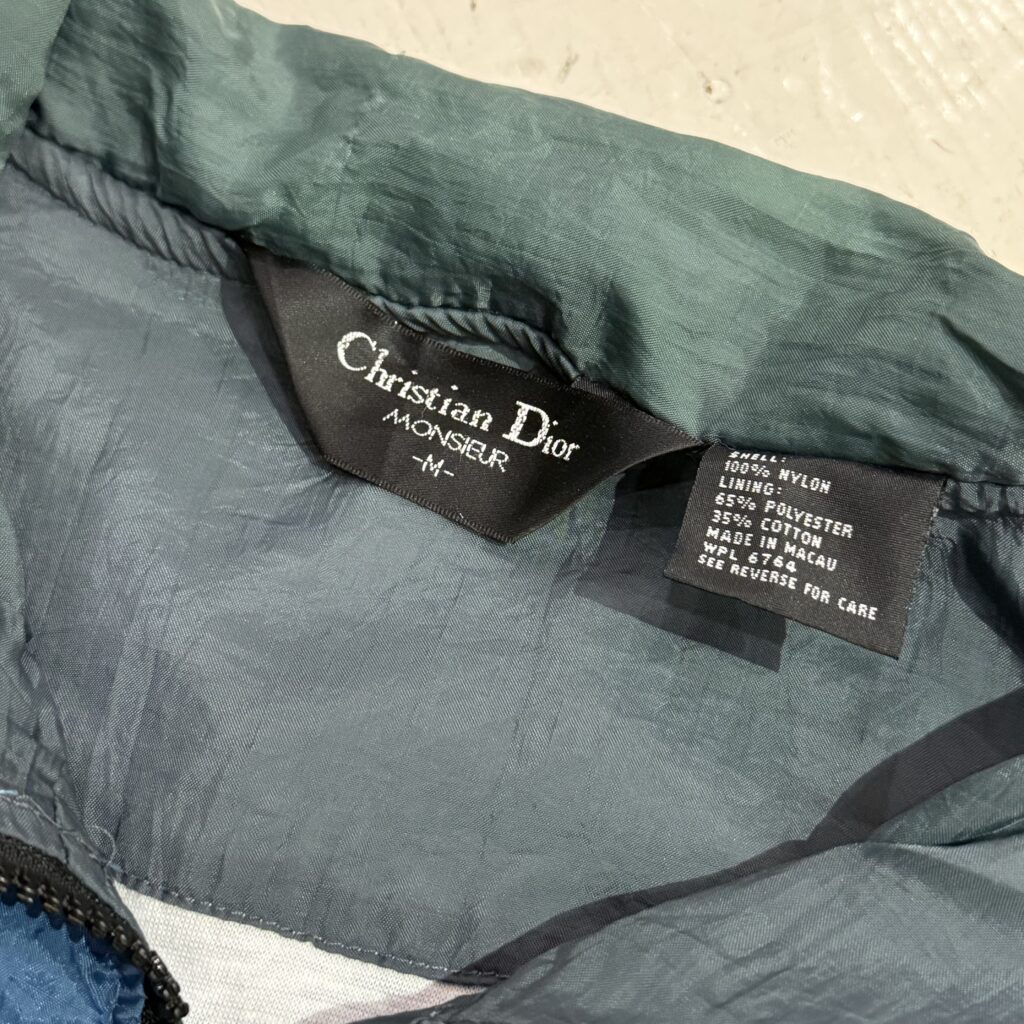 Christian Dior
MONSIEUR
-M-
SHELL:
100% NYLON
LINING:
65% POLYESTER
35% COTTON
MADE IN MACAU
WPL 6764
SEE REVERSE FOR CARE